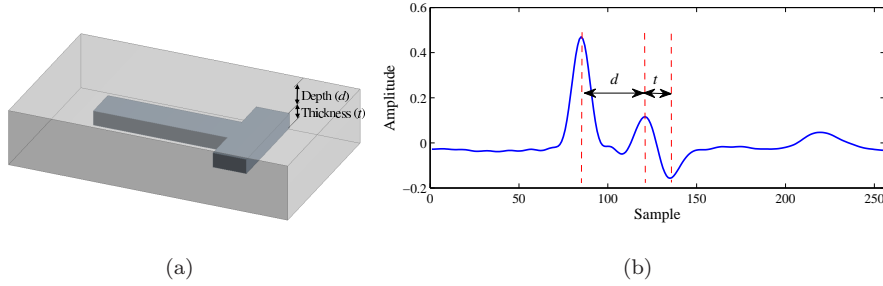 Depth (d)
Thickness (t)
(a)
Amplitude
0.6
0.4
0.2
0
−0.2
d
t
0
50
100
150
200
250
Sample
(b)